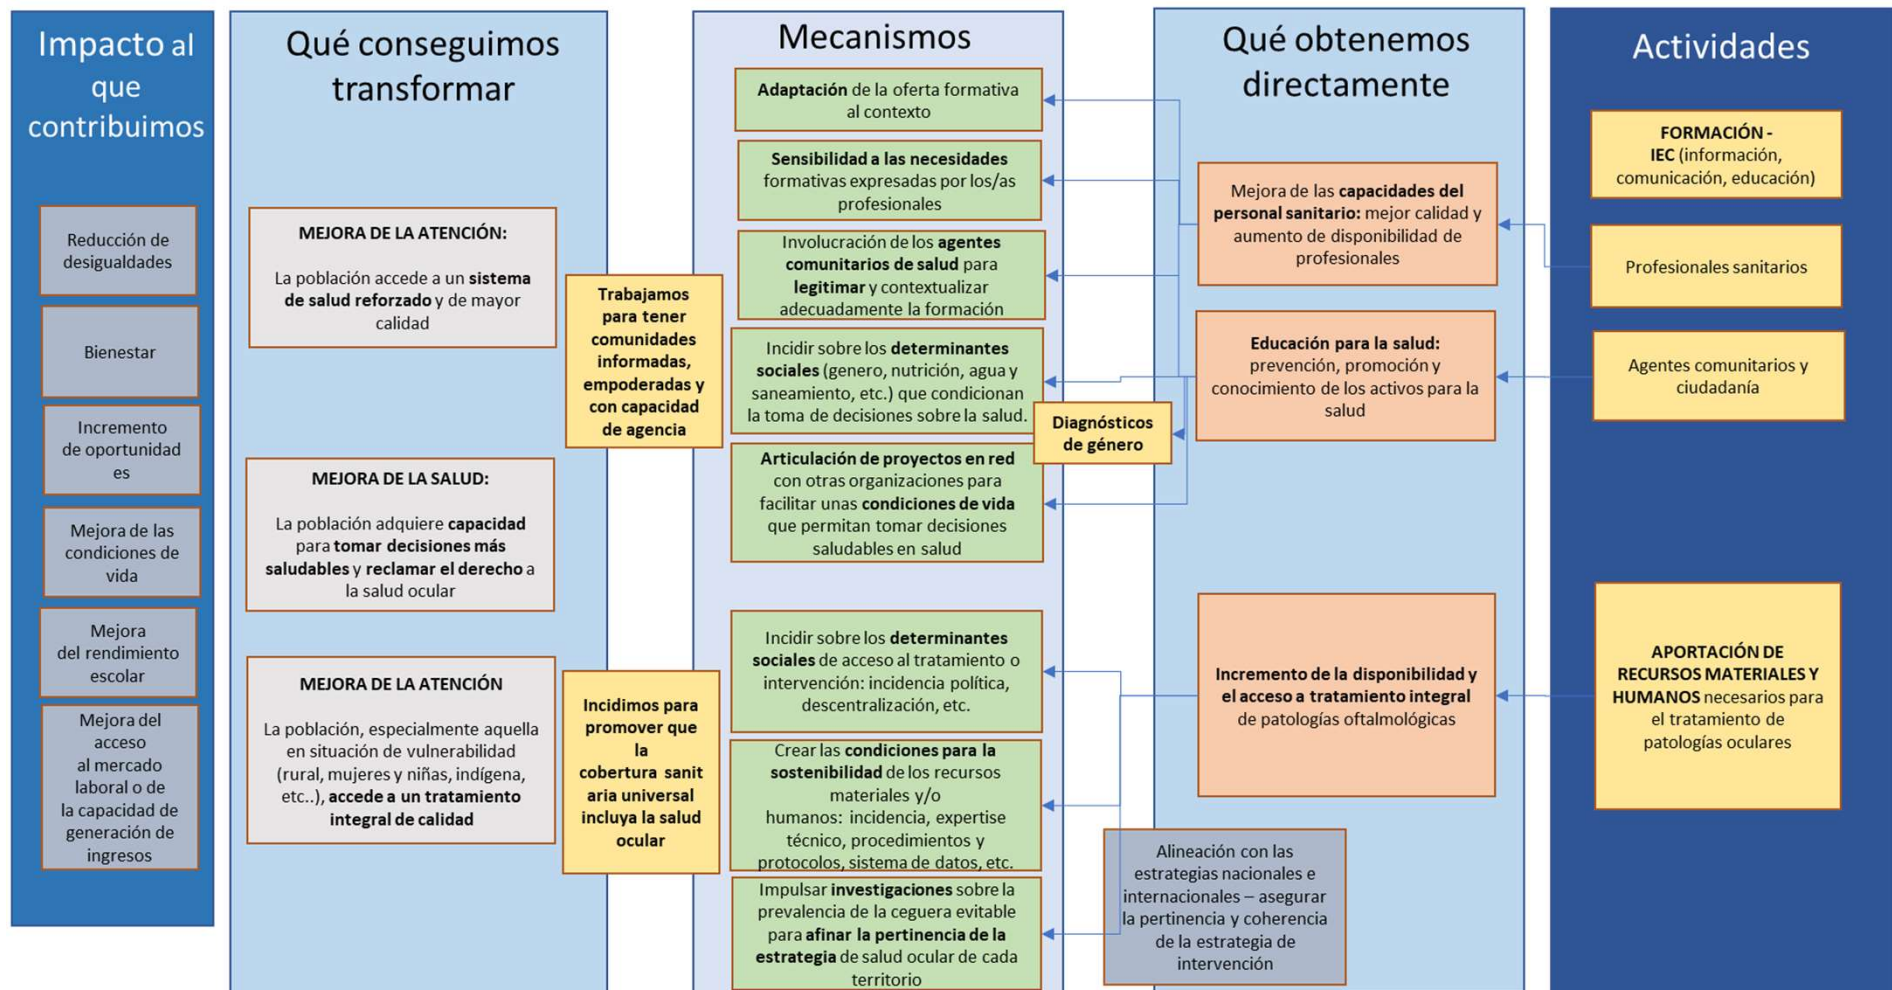 Impacto al
que
contribuimos
Reducción de
desigualdades
Bienestar
Incremento
de oportunidad
es
Mejora de las
condiciones de
vida
Mejora
del rendimiento
escolar
Mejora del
acceso
al mercado
laboral o de
la capacidad de
generación de
ingresos
Qué conseguimos
transformar
MEJORA DE LA ATENCIÓN:
La población accede a un sistema
de salud reforzado y de mayor
calidad
MEJORA DE LA SALUD:
La población adquiere capacidad
para tomar decisiones más
saludables y reclamar el derecho a
la salud ocular
MEJORA DE LA ATENCIÓN
La población, especialmente aquella
en situación de vulnerabilidad
(rural, mujeres y niñas, indígena,
etc..), accede a un tratamiento
integral de calidad
Trabajamos
para tener
comunidades
informadas,
empoderadas y
con capacidad
de agencia
Incidimos para
promover que
la
cobertura sanit
aria universal
incluya la salud
ocular
Mecanismos
Adaptación de la oferta formativa
al contexto
Sensibilidad a las necesidades
formativas expresadas por los/as
profesionales
Involucración de los agentes
comunitarios de salud para
legitimar y contextualizar
adecuadamente la formación
Incidir sobre los determinantes
sociales (genero, nutrición, agua y
saneamiento, etc.) que condicionan
la toma de decisiones sobre la salud.
Articulación de proyectos en red
con otras organizaciones para
facilitar unas condiciones de vida
que permitan tomar decisiones
saludables en salud
Incidir sobre los determinantes
sociales de acceso al tratamiento o
intervención: incidencia política,
descentralización, etc.
Crear las condiciones para la
sostenibilidad de los recursos
materiales y/o
humanos: incidencia, expertise
técnico, procedimientos y
protocolos, sistema de datos, etc.
Impulsar investigaciones sobre la
prevalencia de la ceguera evitable
para afinar la pertinencia de la
estrategia de salud ocular de cada
territorio
Diagnósticos
de género
Qué obtenemos
directamente
Mejora de las capacidades del
personal sanitario: mejor calidad y
aumento de disponibilidad de
profesionales
Educación para la salud:
prevención, promoción y
conocimiento de los activos para la
salud
Incremento de la disponibilidad y
el acceso a tratamiento integral
de patologías oftalmológicas
Alineación con las
estrategias nacionales e
internacionales – asegurar
la pertinencia y coherencia
de la estrategia de
intervención
Actividades
FORMACIÓN -
IEC (información,
comunicación, educación)
Profesionales sanitarios
Agentes comunitarios y
ciudadanía
APORTACIÓN DE
RECURSOS MATERIALES Y
HUMANOS necesarios para
el tratamiento de
patologías oculares